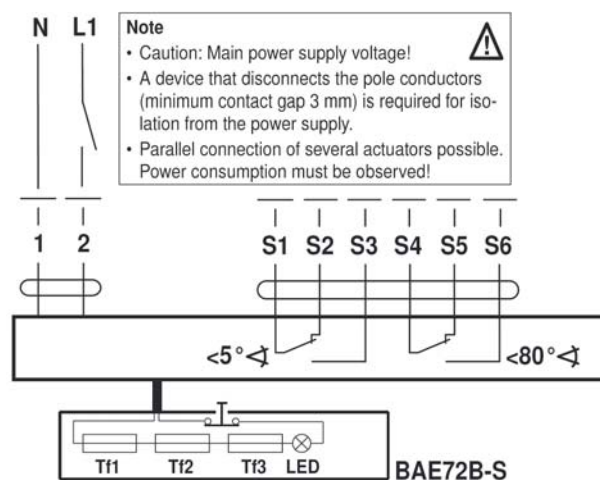 N L1
Note
• Caution: Main power supply voltage!
• A device that disconnects the pole conductors
(minimum contact gap 3 mm) is required for iso-
lation from the power supply.
• Parallel connection of several actuators possible.
Power consumption must be observed!
1 2 S1 S2 S3 S4 S5 S6
<5° <80°
Tf1 Tf2 Tf3 LED
BAE72B-S